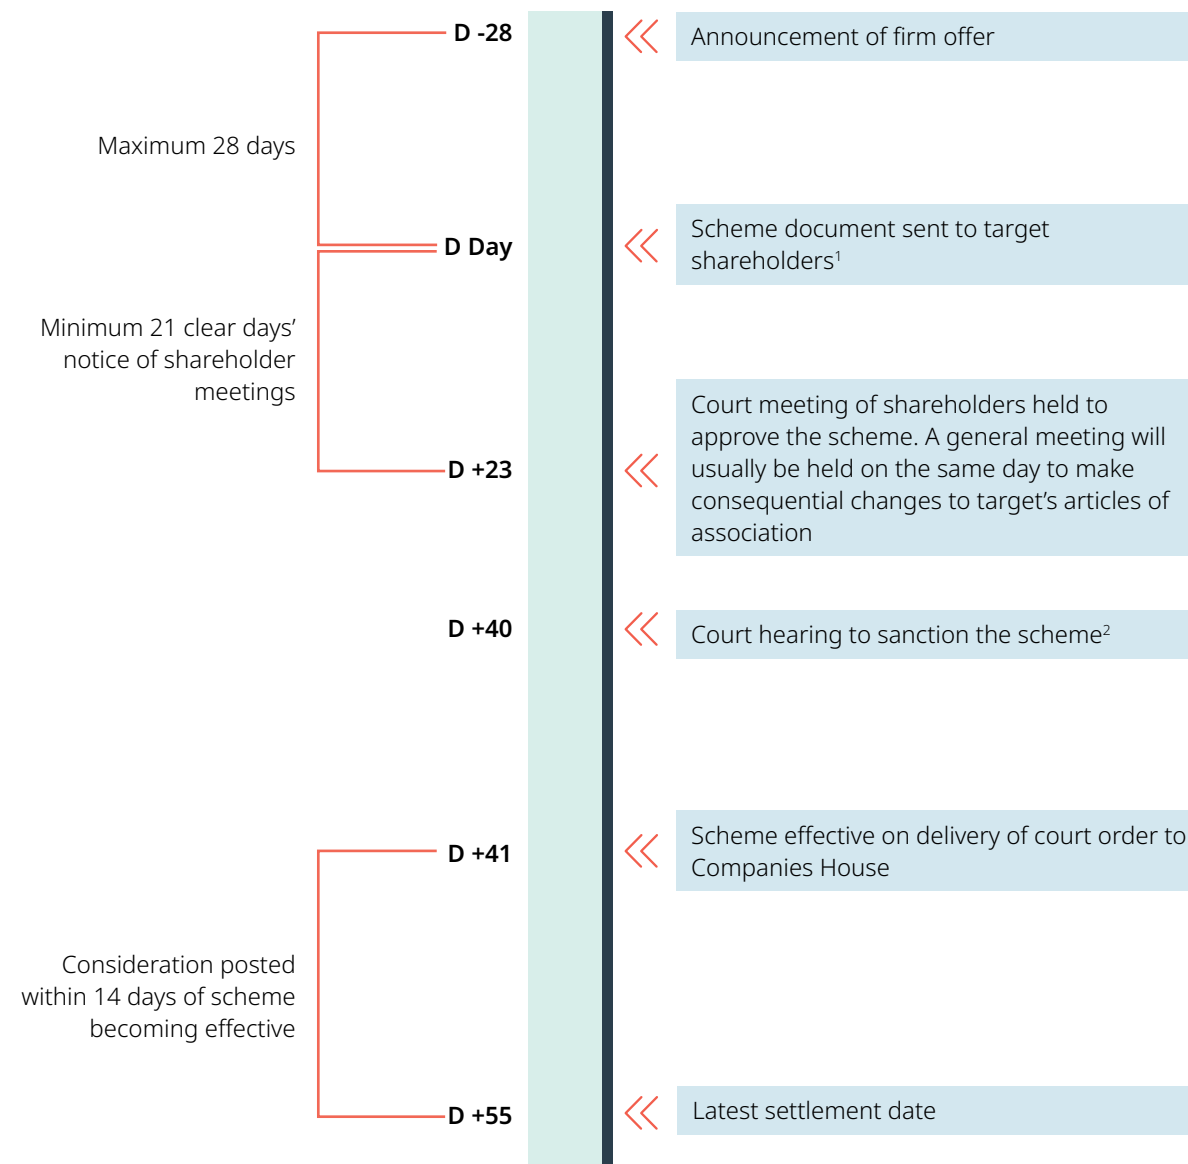 D -28
Announcement of firm offer
Maximum 28 days
D Day
Scheme document sent to target
shareholders¹
Minimum 21 clear days’
notice of shareholder
meetings
D +23
Court meeting of shareholders held to
approve the scheme. A general meeting will
usually be held on the same day to make
consequential changes to target’s articles of
association
D +40
Court hearing to sanction the scheme²
D +41
Scheme effective on delivery of court order to
Companies House
Consideration posted
within 14 days of scheme
becoming effective
D +55
Latest settlement date